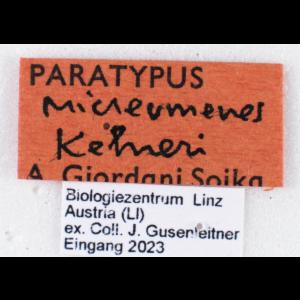 PARATYPUS
Micreumenes
Kelneri
A. Giordani Soika
Biologiezentrum Linz
Austria (LI)
ex. Coll. J. Gusenleitner
Eingang 2023